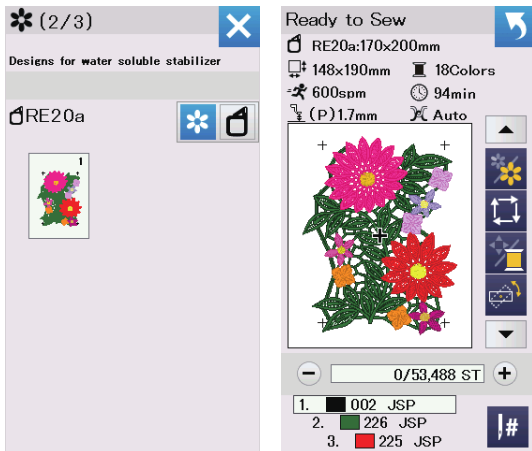 (2/3)
Designs for water soluble stabilizer
RE20a
1
Ready to Sew
RE20a:170x200mm
148x190mm 18Colors
600spm 94min
(P)1.7mm Auto
0/53,488 ST
1. 002 JSP
2. 226 JSP
3. 225 JSP
#